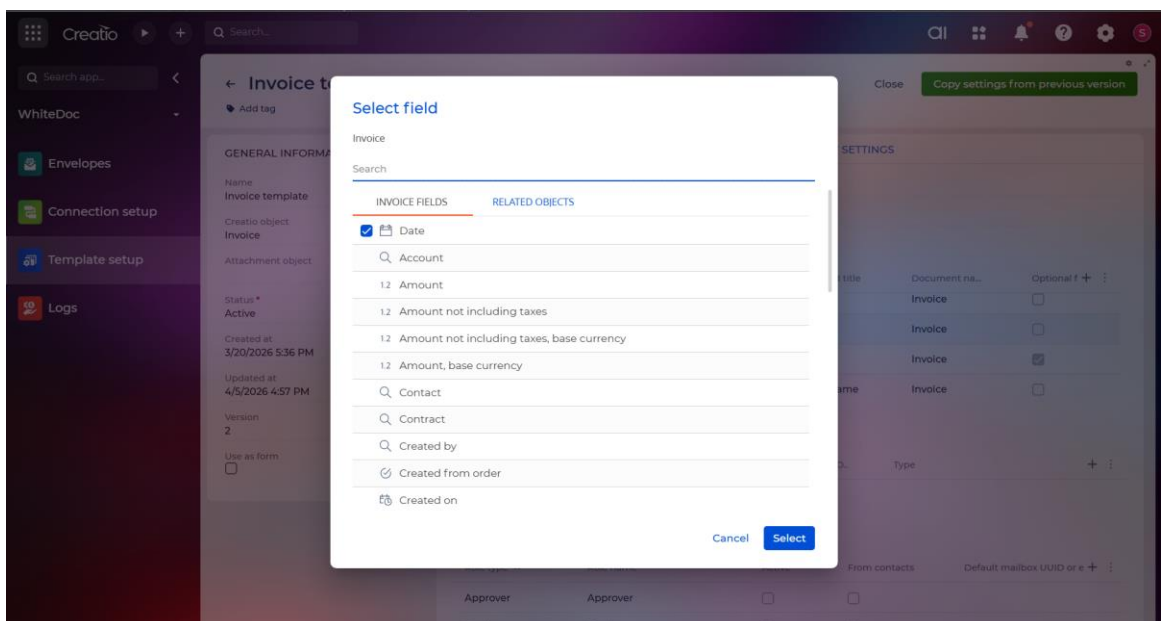 Creatio
Search...
ai
S
Search app...
WhiteDoc
Envelopes
Connection setup
Template setup
Logs
← Invoice t
Add tag
Close
Copy settings from previous version
GENERAL INFORMA
Name
Invoice template
Creatio object
Invoice
Attachment object
Status*
Active
Created at
3/20/2026 5:36 PM
Updated at
4/5/2026 4:57 PM
Version
2
Use as form
Select field
Invoice
Search
INVOICE FIELDS RELATED OBJECTS
Date
Account
1.2 Amount
1.2 Amount not including taxes
1.2 Amount not including taxes, base currency
1.2 Amount, base currency
Contact
Contract
Created by
Created from order
Created on
Cancel Select
SETTINGS
title Document na... Optional f
Invoice
Invoice
Invoice
ame Invoice
Type
From contacts Default mailbox UUID or e
Approver Approver